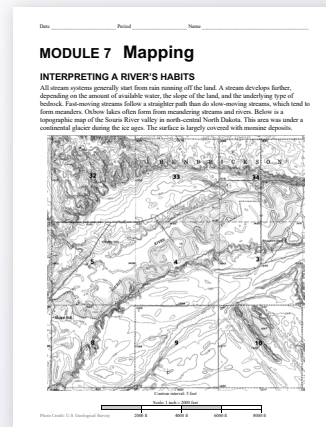 Date Period Name
MODULE 7 Mapping
INTERPRETING A RIVER'S HABITS
All stream systems generally start from rain running off the land. A stream develops further,
depending on the amount of available water, the slope of the land, and the underlying type of
bedrock. Fast-moving streams follow a straighter path than do slow-moving streams, which tend to
form meanders. Oxbow lakes often form from meandering streams and rivers. Below is a
topographic map of the Souris River valley in north-central North Dakota. This area was under a
continental glacier during the ice ages. The surface is largely covered with moraine deposits.
32 33 34
5 4 3
RIVER
8 9 10
Contour interval: 5 feet
Scale: 1 inch = 2000 feet
Photo Credit: U.S. Geological Survey 2000 ft 4000 ft 6000 ft 8000 ft